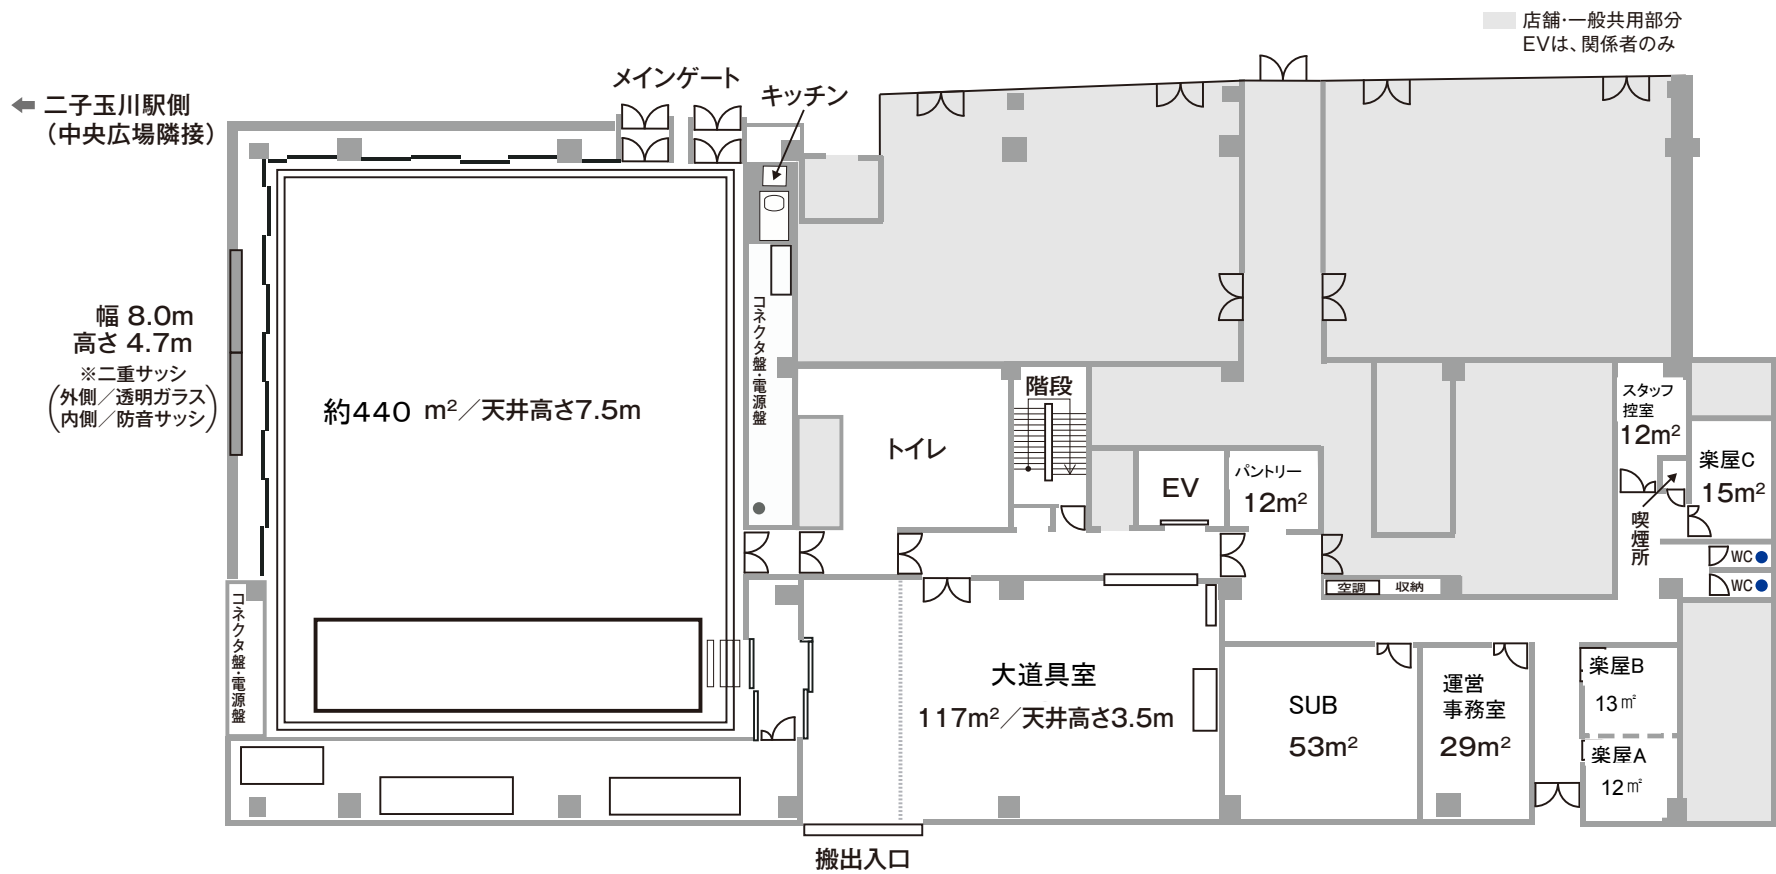 店舗・一般共用部分
EVは、関係者のみ
二子玉川駅側
（中央広場隣接）
メインゲート
キッチン
幅 8.0m
高さ 4.7m
※二重サッシ
（外側／透明ガラス
内側／防音サッシ）
約440 m²／天井高さ7.5m
コネクタ盤・電源盤
コネクタ盤・電源盤
トイレ
階段
EV
パントリー
12m²
スタッフ
控室
12m²
楽屋C
15m²
喫煙所
WC
WC
空調
収納
大道具室
117m²／天井高さ3.5m
SUB
53m²
運営
事務室
29m²
楽屋B
13㎡
楽屋A
12㎡
搬出入口